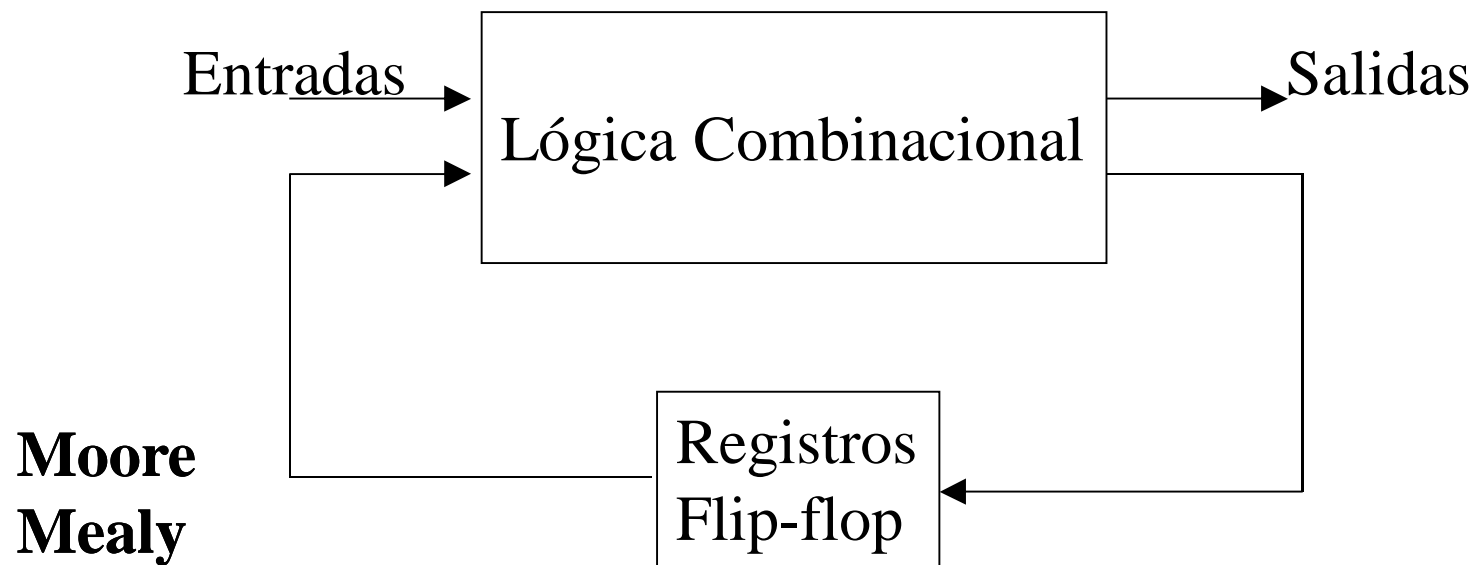 Entradas
Salidas
Lógica Combinacional
Registros
Flip-flop
Moore
Mealy